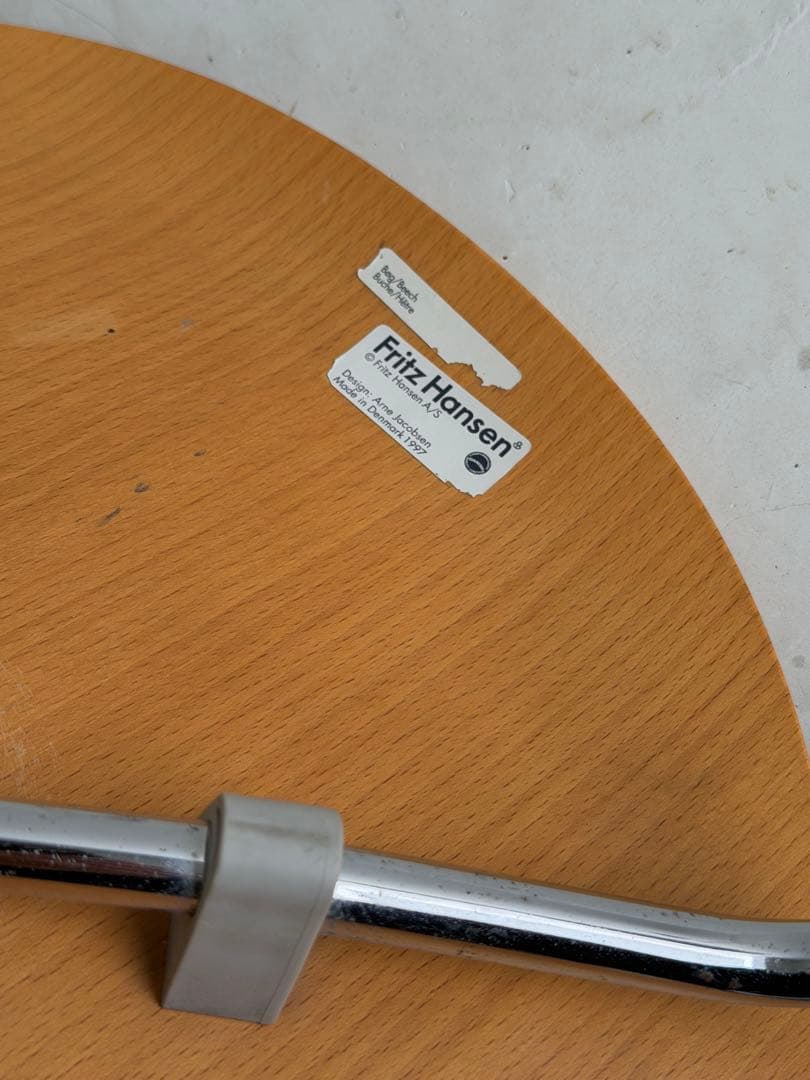 Bøg/Beech
Buche/Hêtre
Fritz Hansen®
© Fritz Hansen A/S
Design: Arne Jacobsen
Made in Denmark 1997